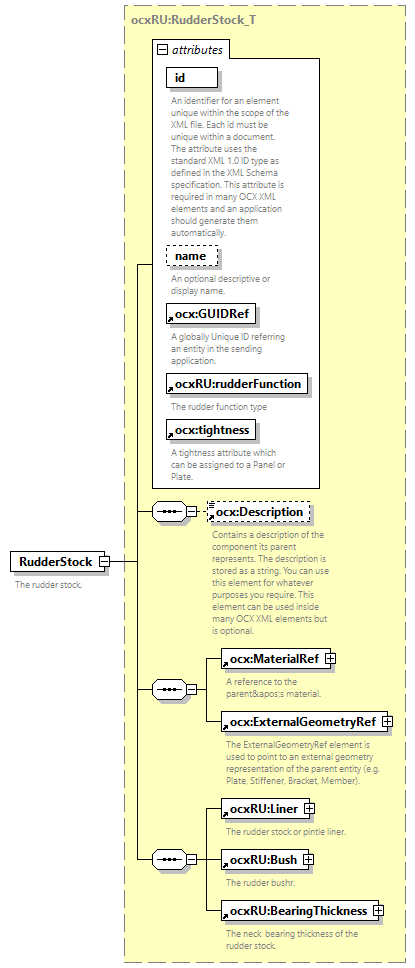 ocxRU:RudderStock_T
attributes
id
An identifier for an element
unique within the scope of the
XML file. Each id must be
unique within a document.
The attribute uses the
standard XML 1.0 ID type as
defined in the XML Schema
specification. This attribute is
required in many OCX XML
elements and an application
should generate them
automatically.
name
An optional descriptive or
display name.
ocx:GUIDRef
A globally Unique ID referring
an entity in the sending
application.
ocxRU:rudderFunction
The rudder function type
ocx:tightness
A tightness attribute which
can be assigned to a Panel or
Plate.
ocx:Description
Contains a description of the
component its parent
represents. The description is
stored as a string. You can use
this element for whatever
purposes you require. This
element can be used inside
many OCX XML elements but
is optional.
RudderStock
The rudder stock.
ocx:MaterialRef
A reference to the
parent&apos;s material.
ocx:ExternalGeometryRef
The ExternalGeometryRef element is
used to point to an external geometry
representation of the parent entity (e.g.
Plate, Stiffener, Bracket, Member).
ocxRU:Liner
The rudder stock or pintle liner.
ocxRU:Bush
The rudder bushr.
ocxRU:BearingThickness
The neck bearing thickness of the
rudder stock.